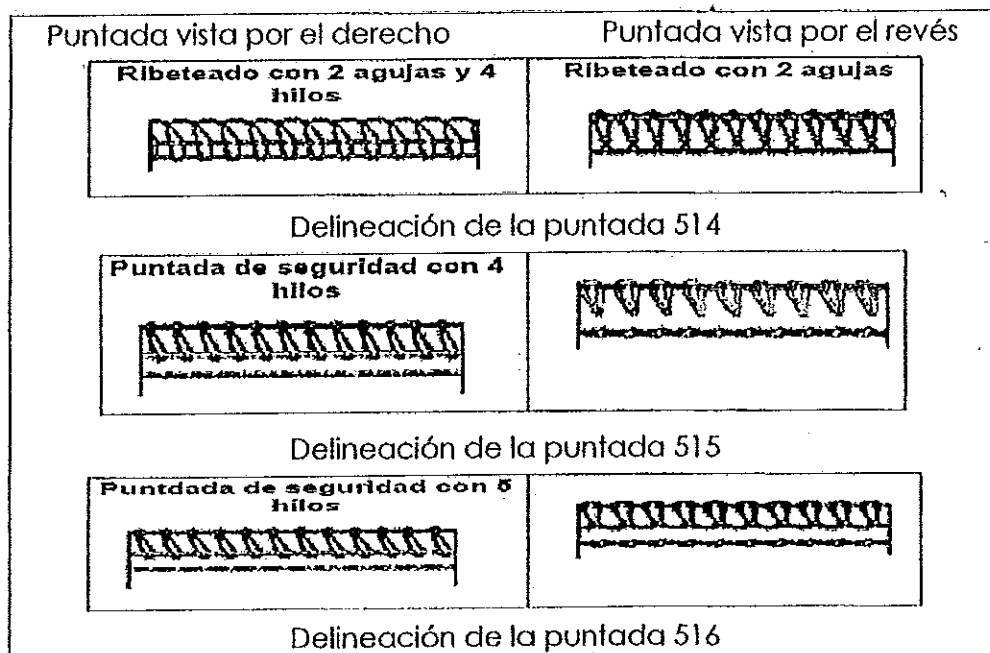 Puntada vista por el derecho
Puntada vista por el revés
Ribeteado con 2 agujas y 4
hilos
Ribeteado con 2 agujas
Delineación de la puntada 514
Puntada de seguridad con 4
hilos
Delineación de la puntada 515
Puntdada de seguridad con 5
hilos
Delineación de la puntada 516